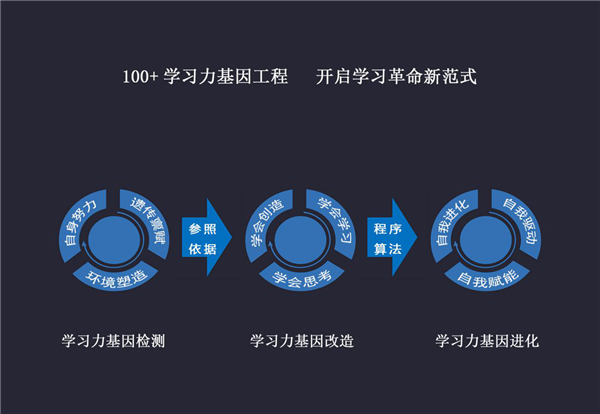 100+ 学习力基因工程 开启学习革命新范式
自身努力
遗传禀赋
环境塑造
参照
依据
学会创造
学会学习
学会思考
程序
算法
自我进化
自我驱动
自我赋能
学习力基因检测
学习力基因改造
学习力基因进化